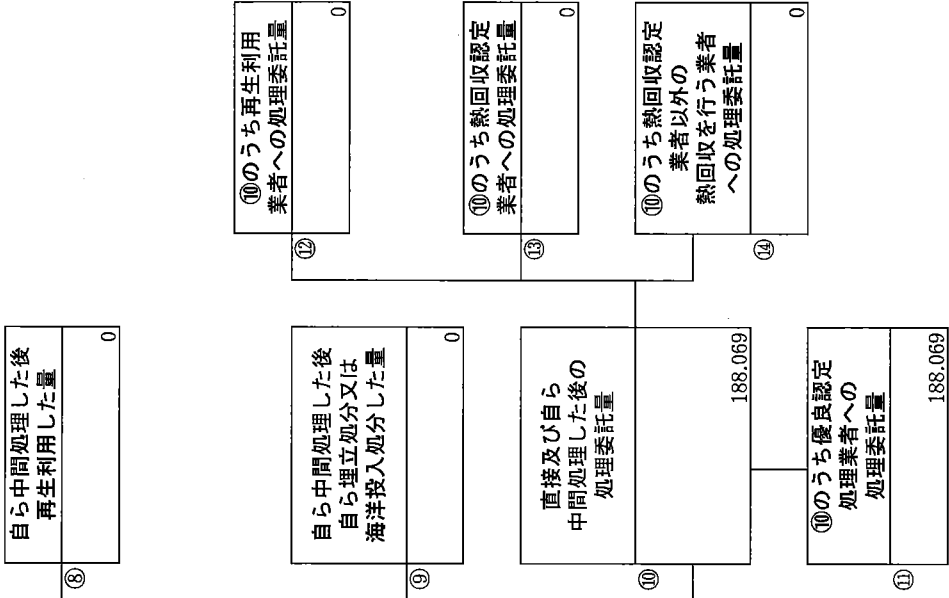 自ら中間処理した後
再生利用した量
⑧
0
自ら中間処理した後
自ら埋立処分又は
海洋投入処分した量
⑨
0
直接及び自ら
中間処理した後の
処理委託量
⑩
188.069
⑩のうち優良認定
処理業者への
処理委託量
⑪
188.069
⑩のうち再生利用
業者への処理委託量
⑫
0
⑩のうち熱回収認定
業者への処理委託量
⑬
0
⑩のうち熱回収認定
業者以外の
熱回収を行う業者
への処理委託量
⑭
0